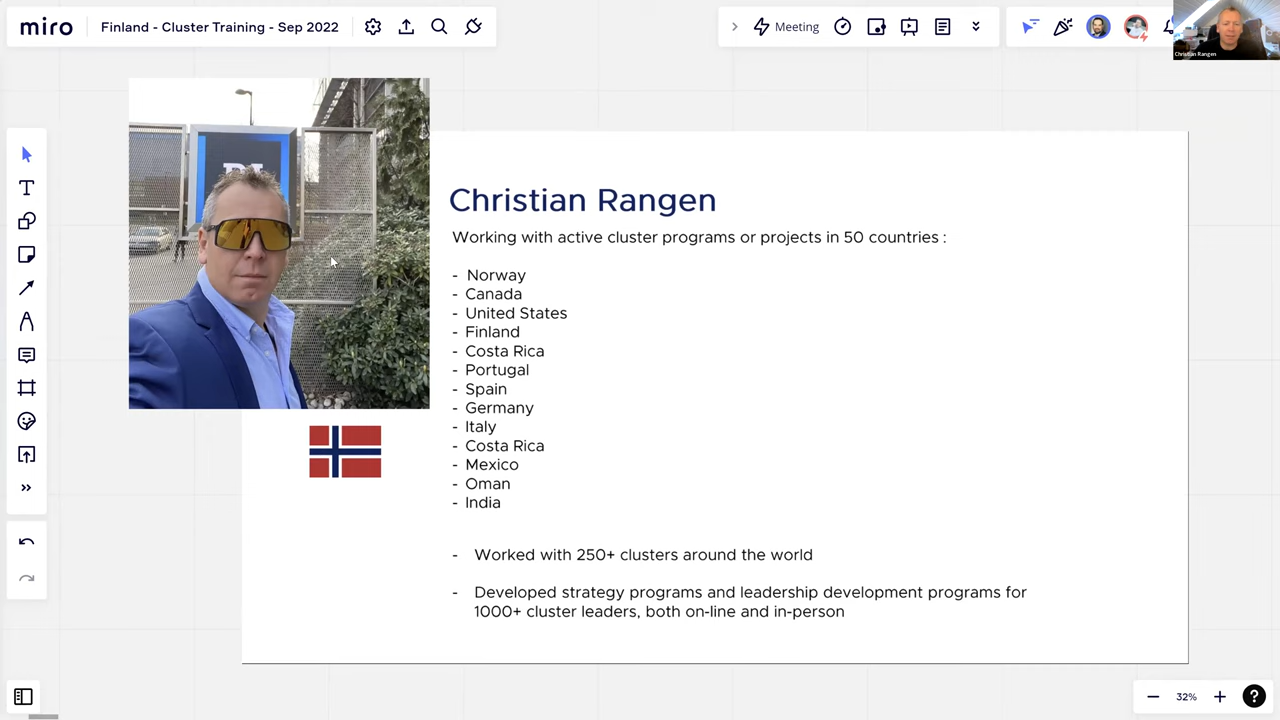 miro
Finland - Cluster Training - Sep 2022
Meeting
Christian Rangen
Christian Rangen
Working with active cluster programs or projects in 50 countries :
- Norway
- Canada
- United States
- Finland
- Costa Rica
- Portugal
- Spain
- Germany
- Italy
- Costa Rica
- Mexico
- Oman
- India
- Worked with 250+ clusters around the world
- Developed strategy programs and leadership development programs for
1000+ cluster leaders, both on-line and in-person
32%